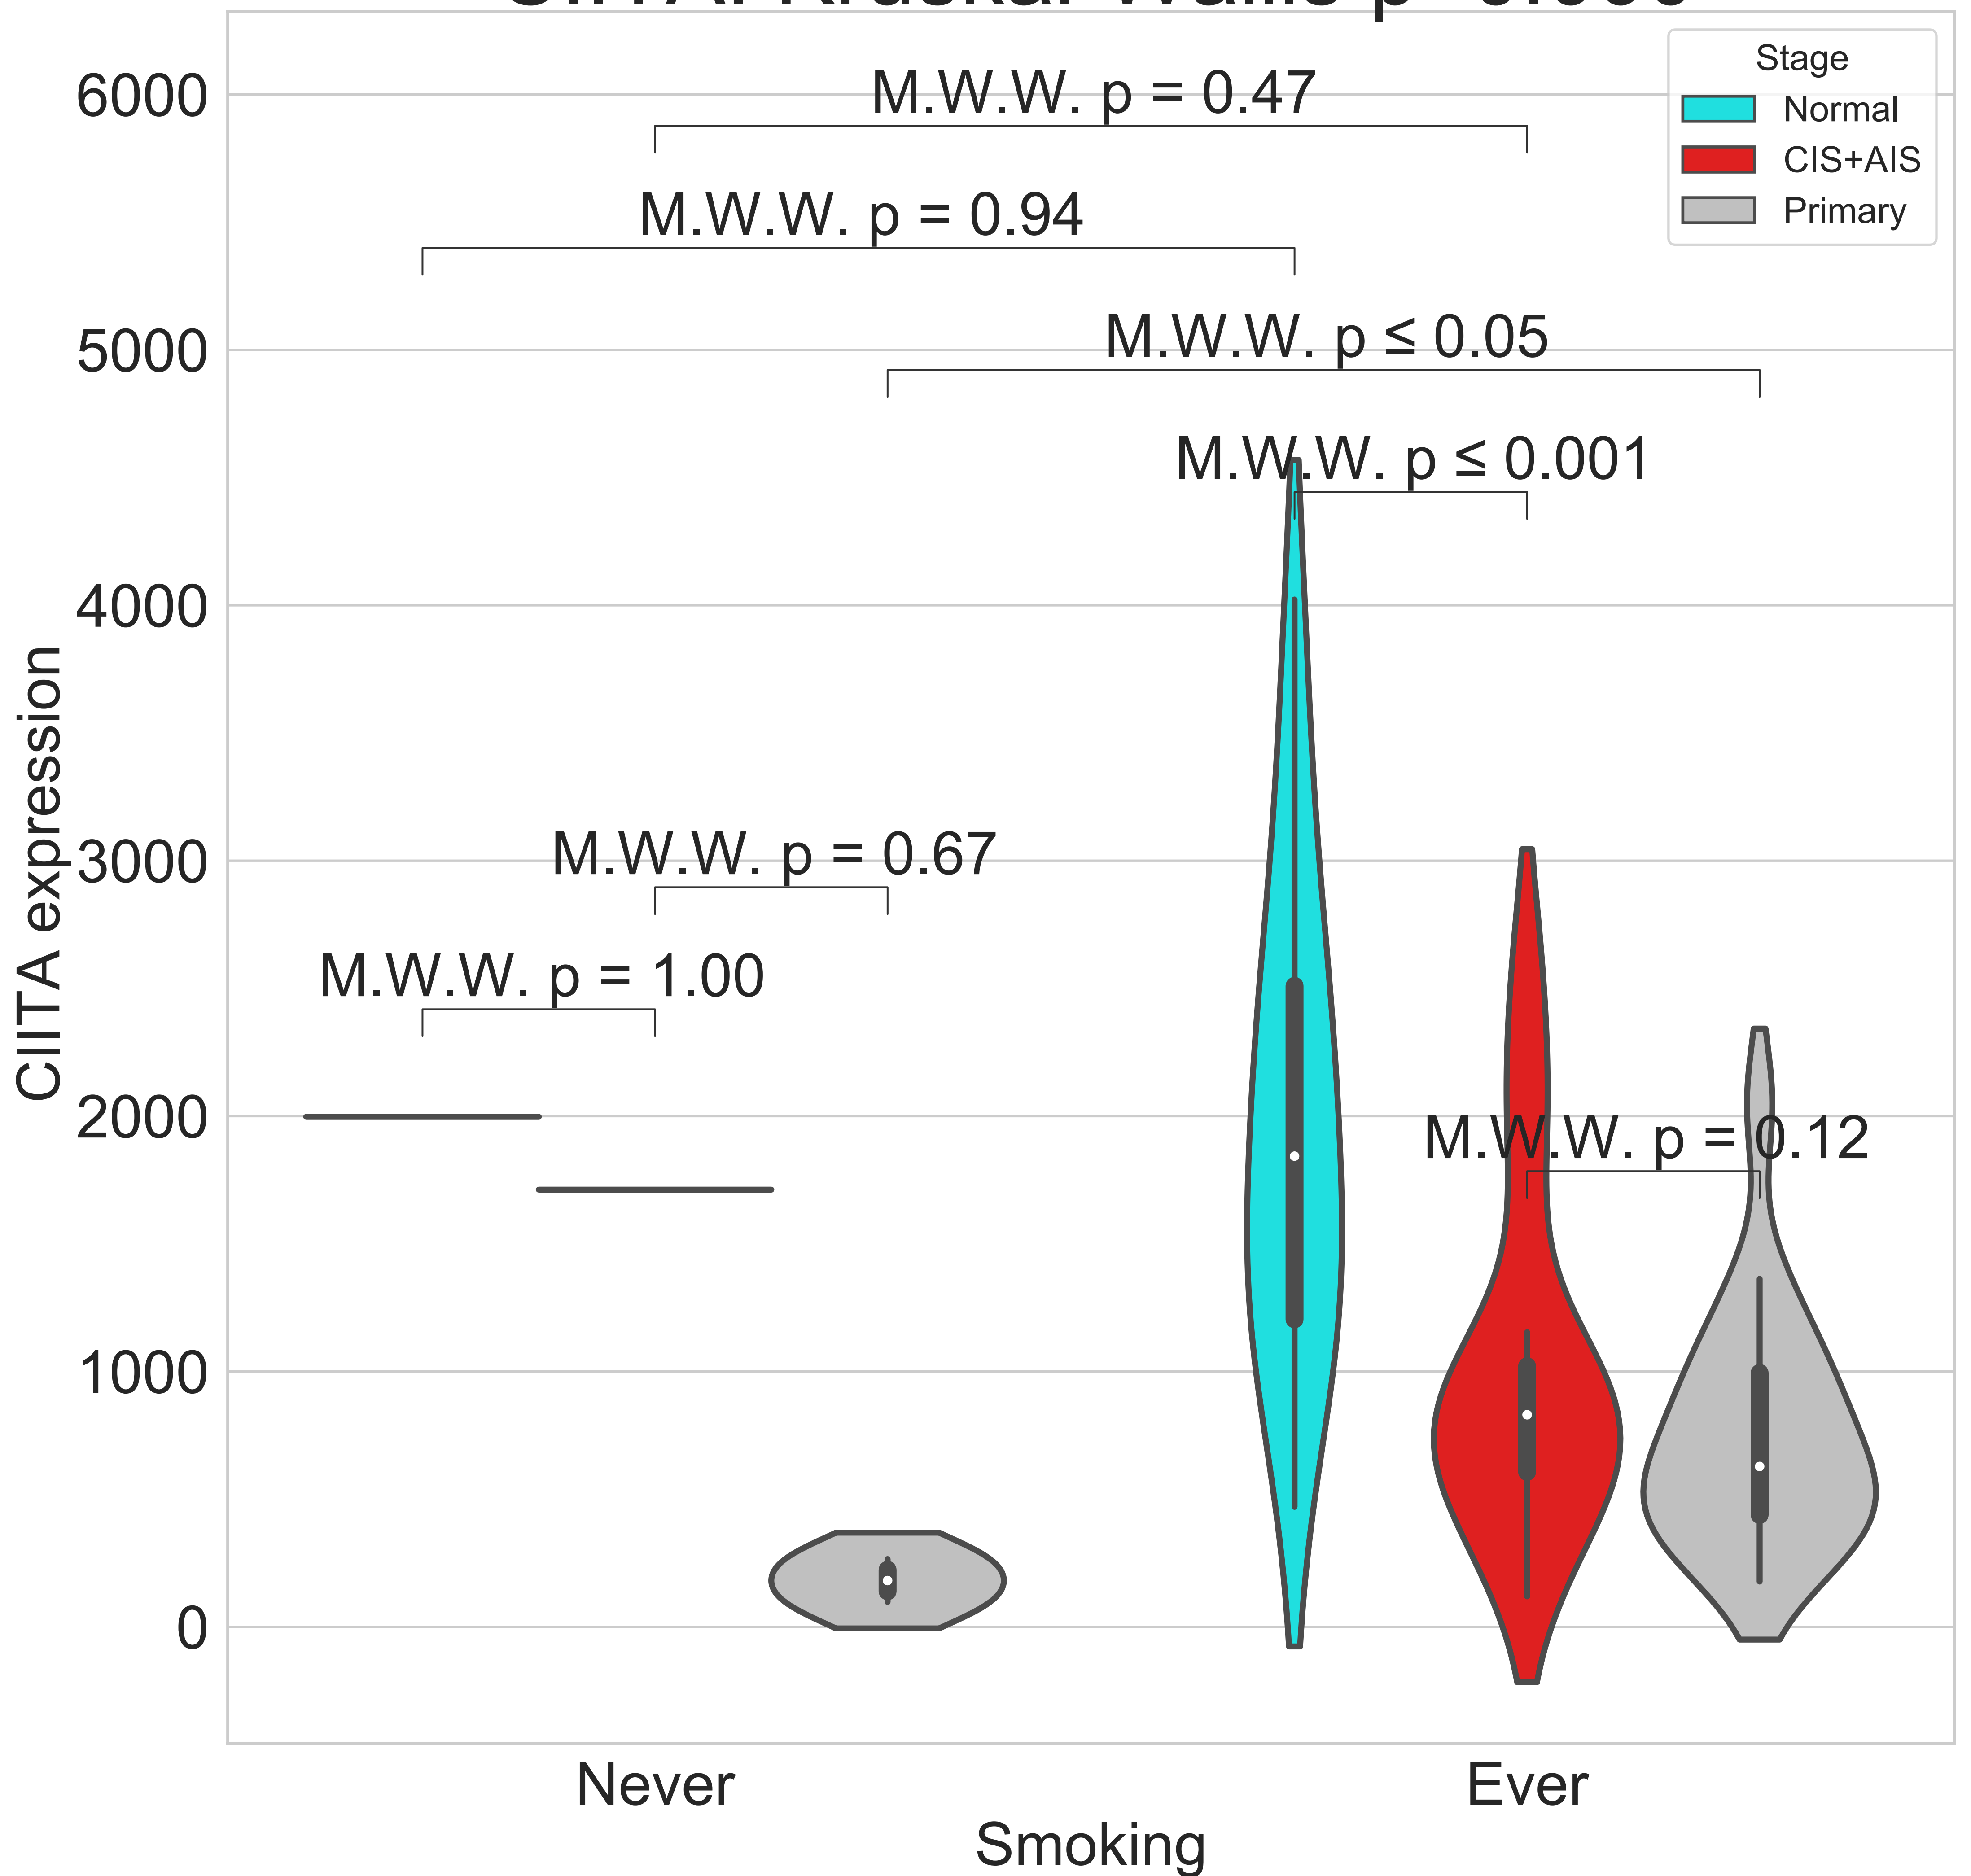 Stage
Normal
CIS+AIS
Primary
6000
5000
4000
3000
2000
1000
0
CIITA expression
M.W.W. p = 0.47
M.W.W. p = 0.94
M.W.W. p ≤ 0.05
M.W.W. p ≤ 0.001
M.W.W. p = 0.67
M.W.W. p = 1.00
M.W.W. p = 0.12
Never
Ever
Smoking